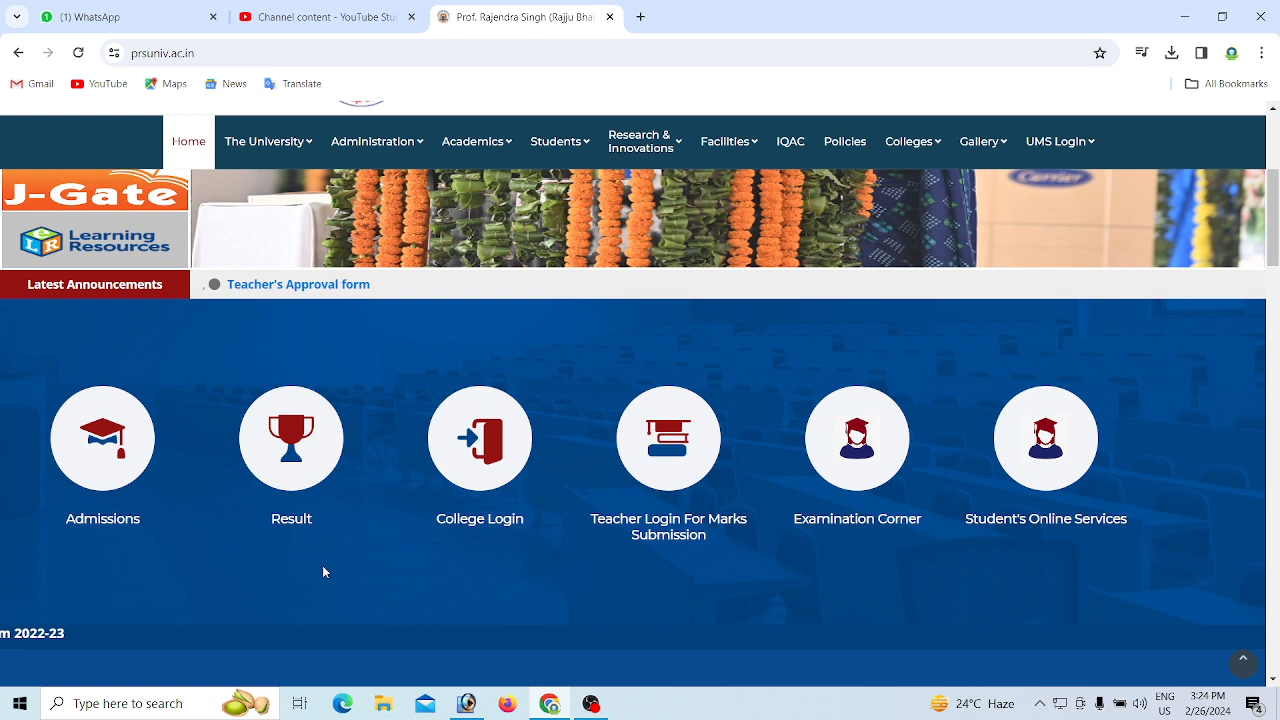 (1) WhatsApp
Channel content - YouTube Stu
Prof. Rajendra Singh (Rajju Bha
prsuniv.ac.in
Gmail
YouTube
Maps
News
Translate
All Bookmarks
Home
The University
Administration
Academics
Students
Research &
Innovations
Facilities
IQAC
Policies
Colleges
Gallery
UMS Login
J-Gate
Carrier
eLR
Learning
Resources
Latest Announcements
, Teacher's Approval form
Admissions
Result
College Login
Teacher Login For Marks
Submission
Examination Corner
Student's Online Services
m 2022-23
Type here to search
24°C Haze
ENG
US
3:24 PM
2/26/2024
4